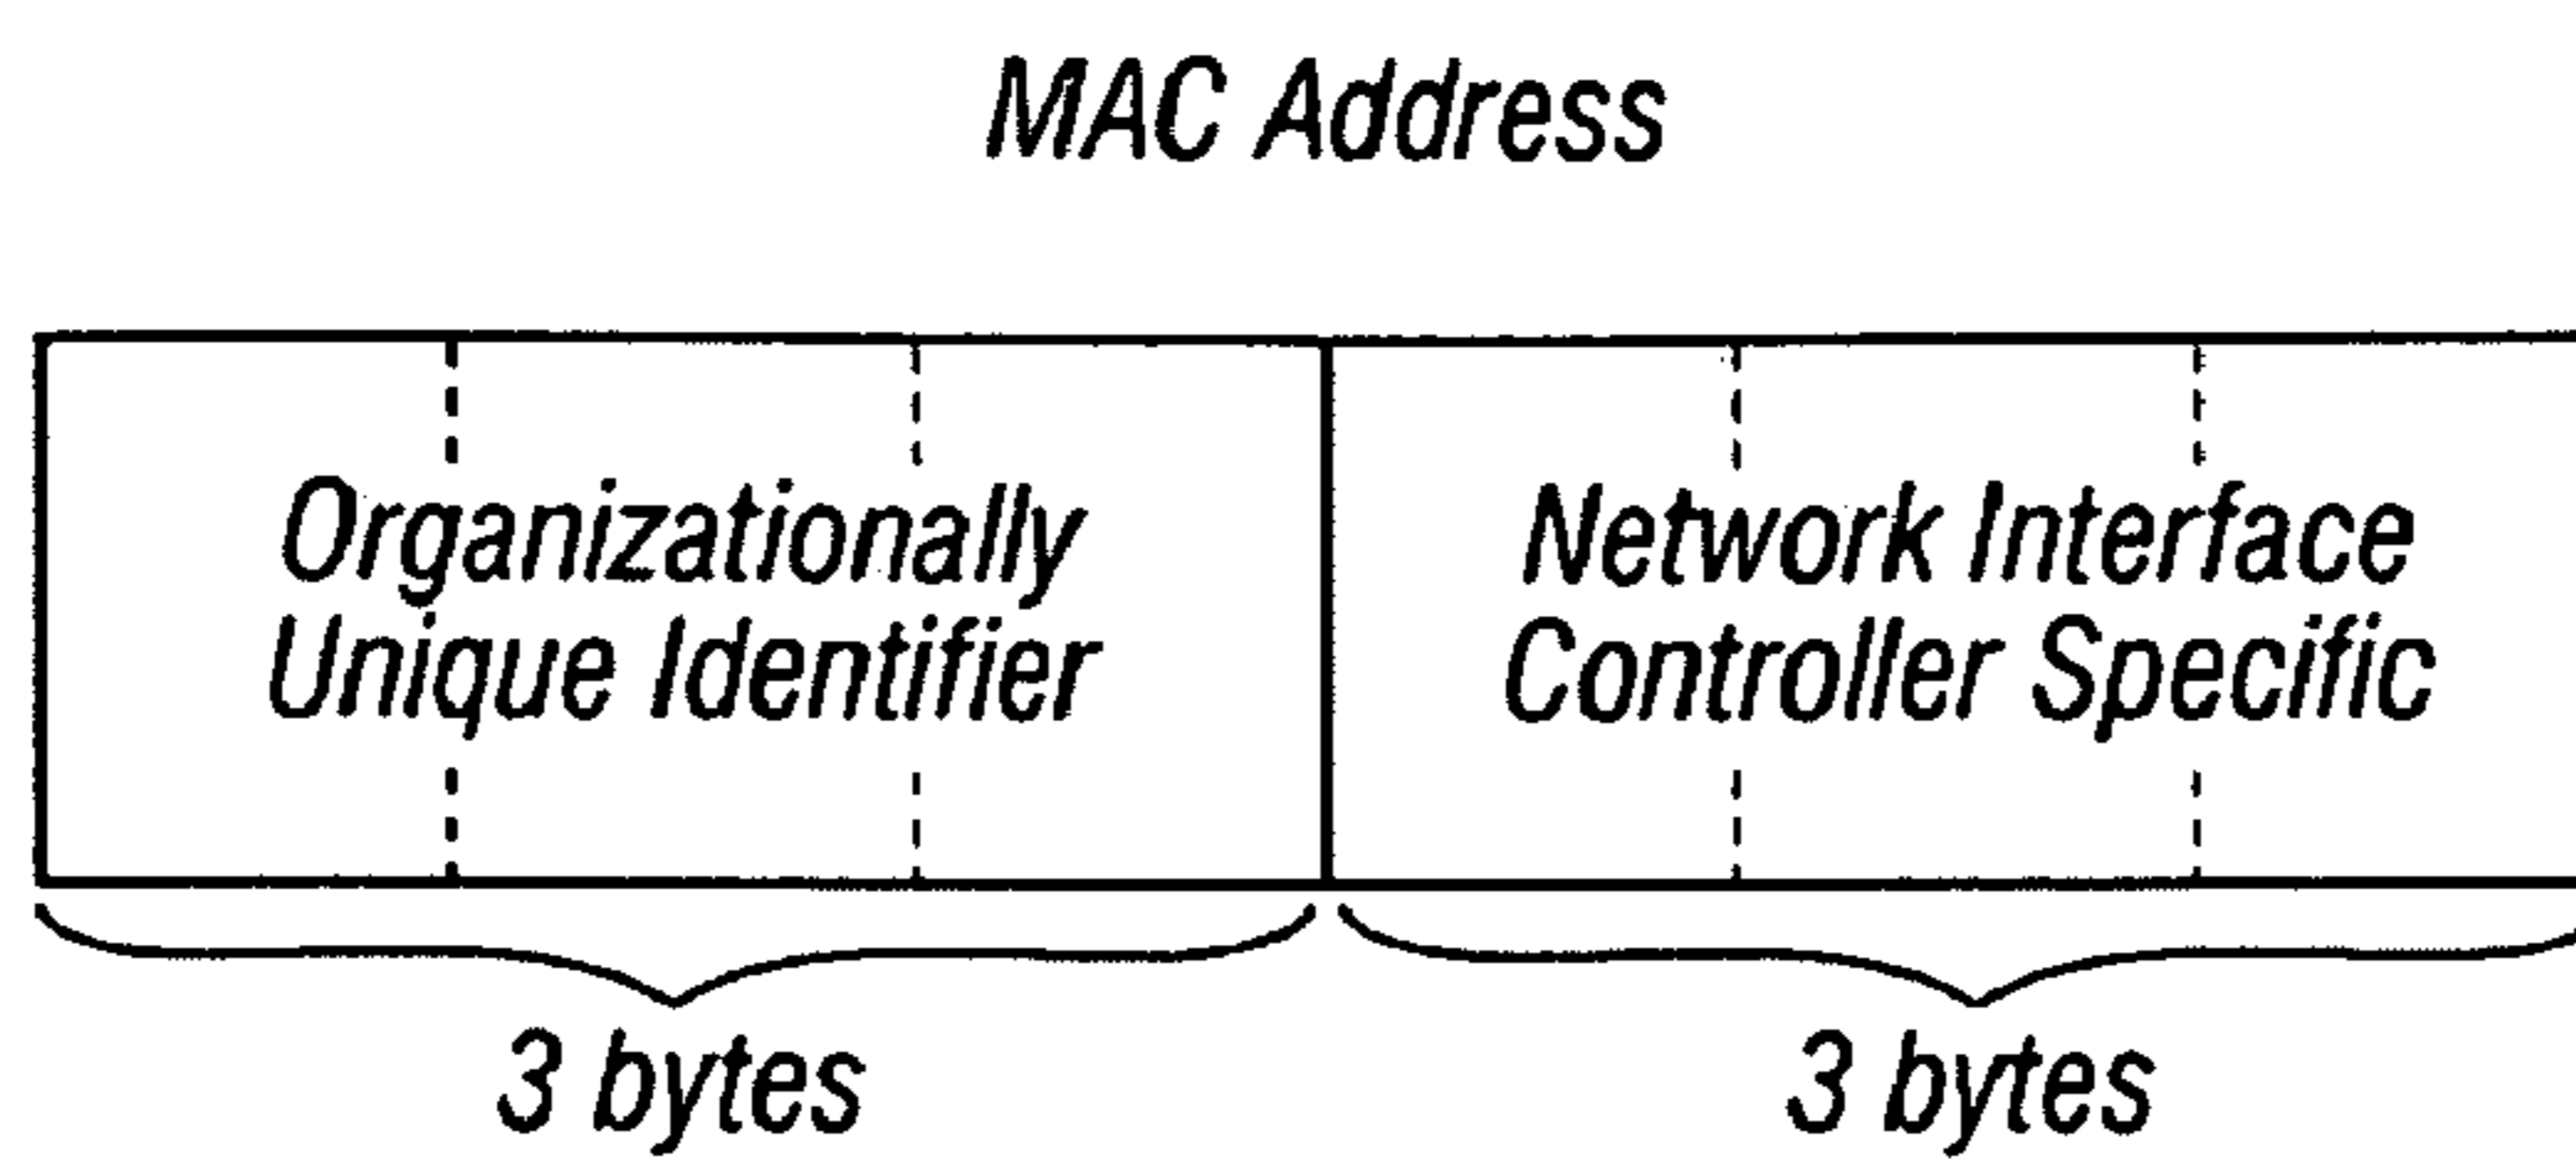 MAC Address
Organizationally
Unique Identifier
Network Interface
Controller Specific
3 bytes
3 bytes